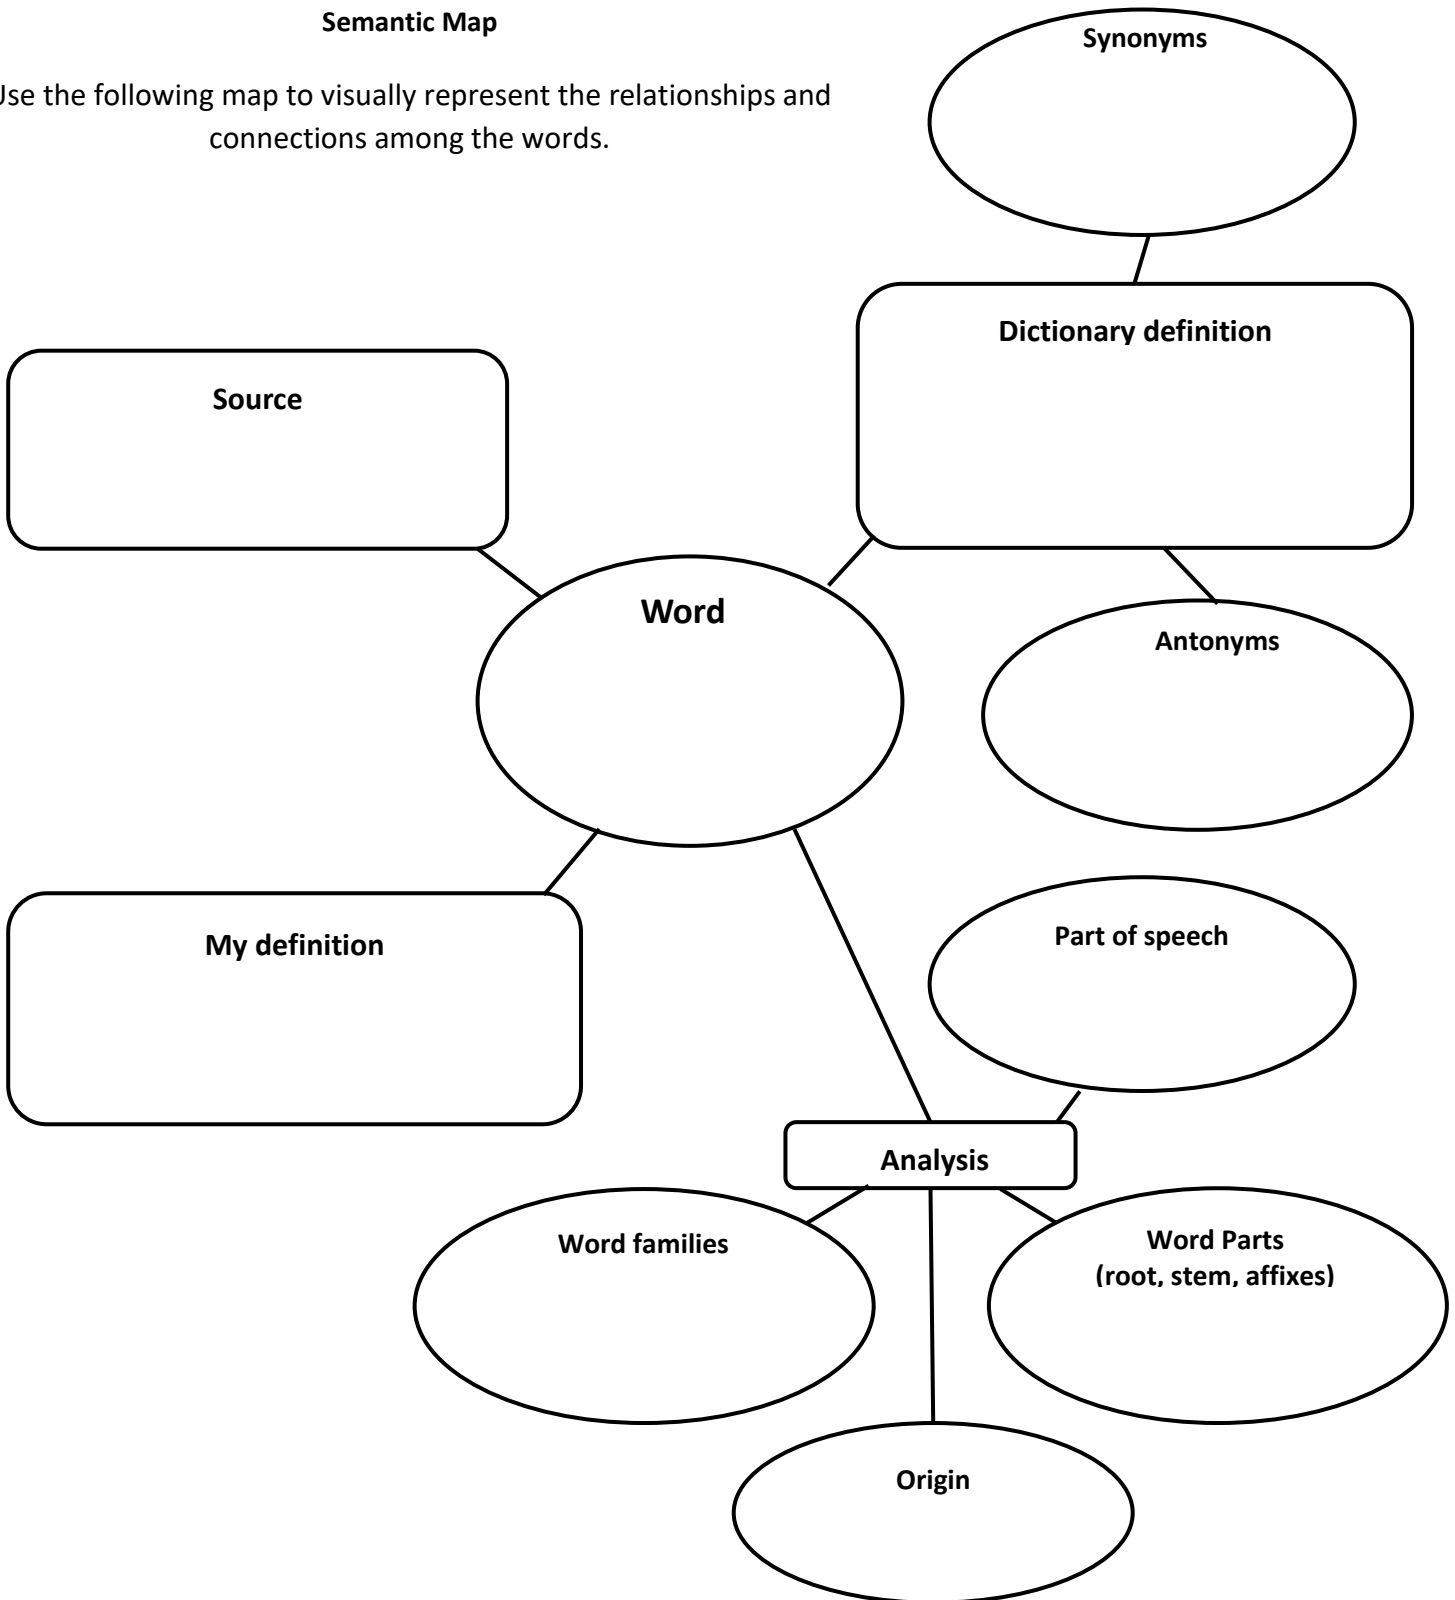 Semantic Map
Use the following map to visually represent the relationships and
connections among the words.
Synonyms
Dictionary definition
Source
Word
Antonyms
My definition
Part of speech
Analysis
Word families
Word Parts
(root, stem, affixes)
Origin